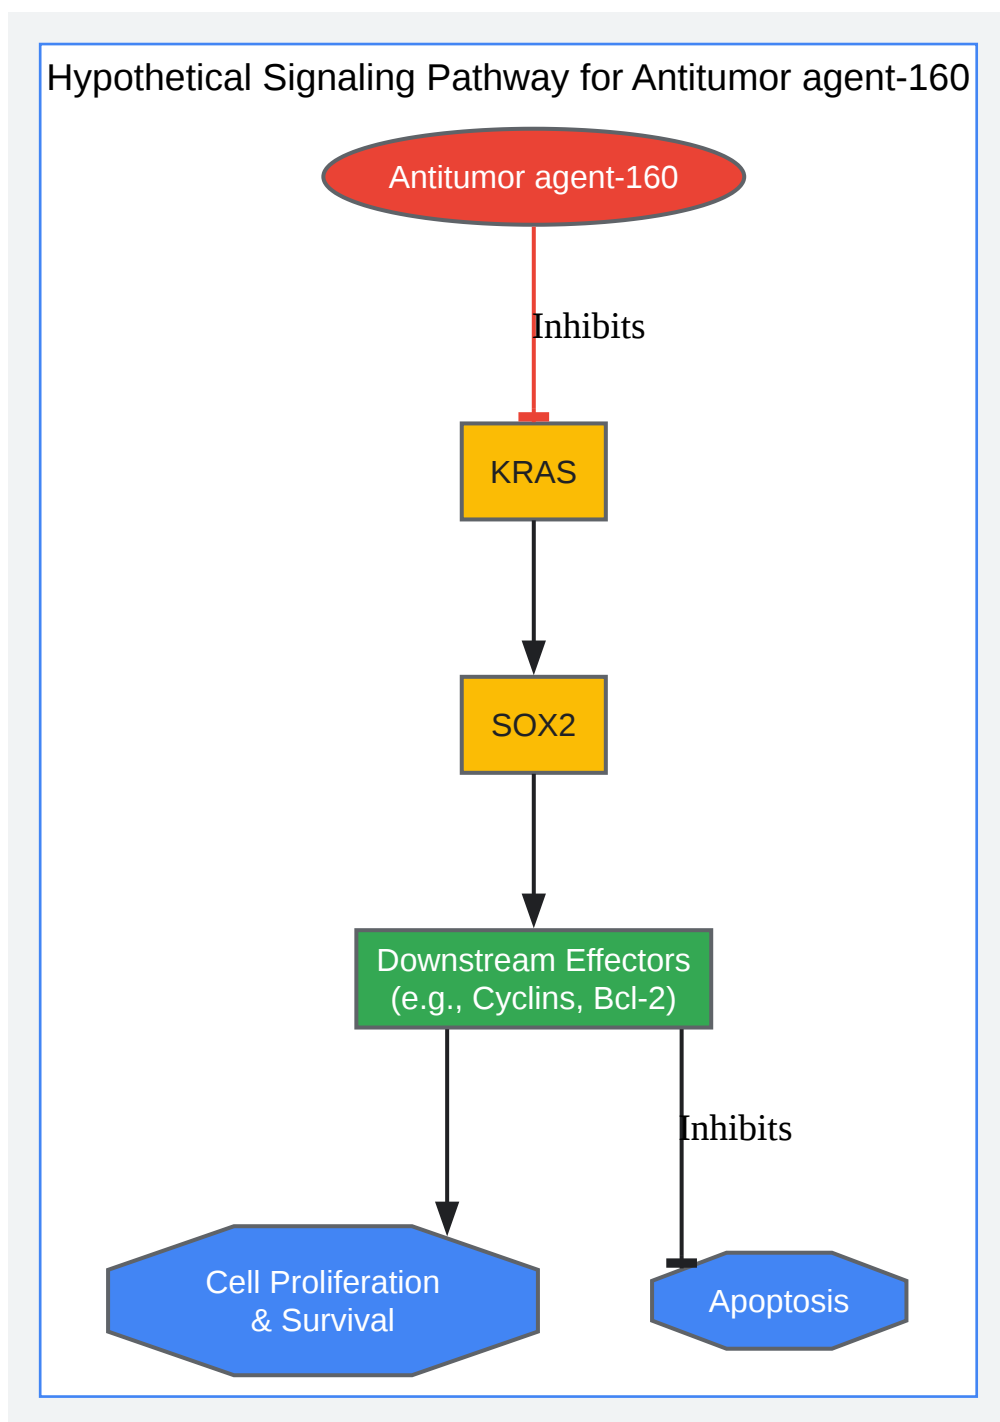 Hypothetical Signaling Pathway for Antitumor agent-160
Antitumor agent-160
Inhibits
KRAS
SOX2
Downstream Effectors
(e.g., Cyclins, Bcl-2)
Inhibits
Cell Proliferation
& Survival
Apoptosis